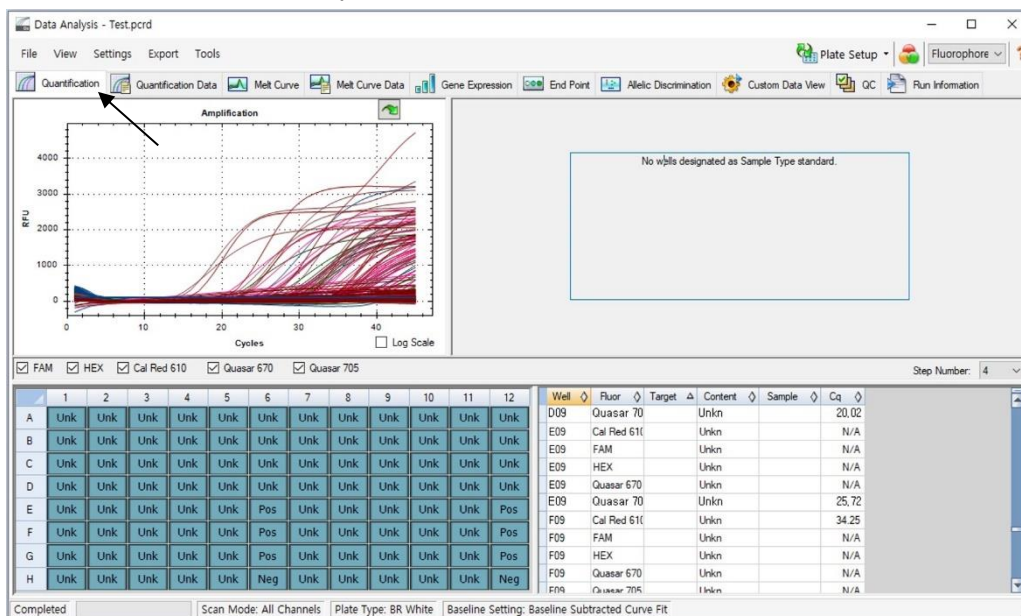 Data Analysis - Test.pcrd
File View Settings Export Tools Plate Setup Fluorophore
Quantification Quantification Data Melt Curve Melt Curve Data Gene Expression End Point Allelic Discrimination Custom Data View QC Run Information
Amplification
4000
3000
2000
1000
0
RFU
0 10 20 30 40
Cycles
Log Scale
No wells designated as Sample Type standard.
FAM HEX Cal Red 610 Quasar 670 Quasar 705 Step Number: 4
1 2 3 4 5 6 7 8 9 10 11 12
A Unk Unk Unk Unk Unk Unk Unk Unk Unk Unk Unk Unk
B Unk Unk Unk Unk Unk Unk Unk Unk Unk Unk Unk Unk
C Unk Unk Unk Unk Unk Unk Unk Unk Unk Unk Unk Unk
D Unk Unk Unk Unk Unk Unk Unk Unk Unk Unk Unk Unk
E Unk Unk Unk Unk Unk Pos Unk Unk Unk Unk Unk Pos
F Unk Unk Unk Unk Unk Pos Unk Unk Unk Unk Unk Pos
G Unk Unk Unk Unk Unk Pos Unk Unk Unk Unk Unk Pos
H Unk Unk Unk Unk Unk Neg Unk Unk Unk Unk Unk Neg
Well Fluor Target Content Sample Cq
D09 Quasar 70 Unkn 20,02
E09 Cal Red 610 Unkn N/A
E09 FAM Unkn N/A
E09 HEX Unkn N/A
E09 Quasar 670 Unkn N/A
E09 Quasar 70 Unkn 25,72
F09 Cal Red 610 Unkn 34.25
F09 FAM Unkn N/A
F09 HEX Unkn N/A
F09 Quasar 670 Unkn N/A
F09 Quasar 705 Unkn N/A
Completed Scan Mode: All Channels Plate Type: BR White Baseline Setting: Baseline Subtracted Curve Fit